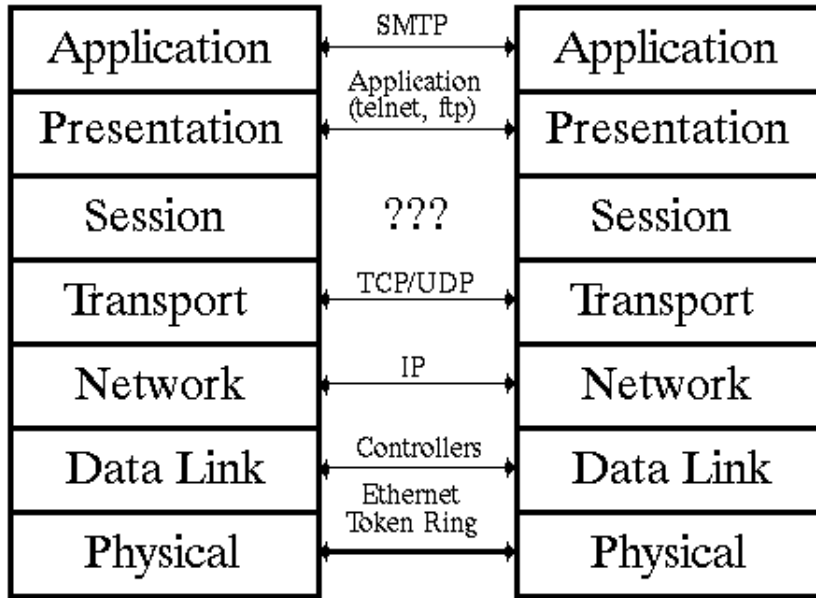 Application SMTP Application
Application
(telnet, ftp)
Presentation Presentation
Session ??? Session
Transport TCP/UDP Transport
Network IP Network
Controllers
Data Link Data Link
Ethernet
Token Ring
Physical Physical